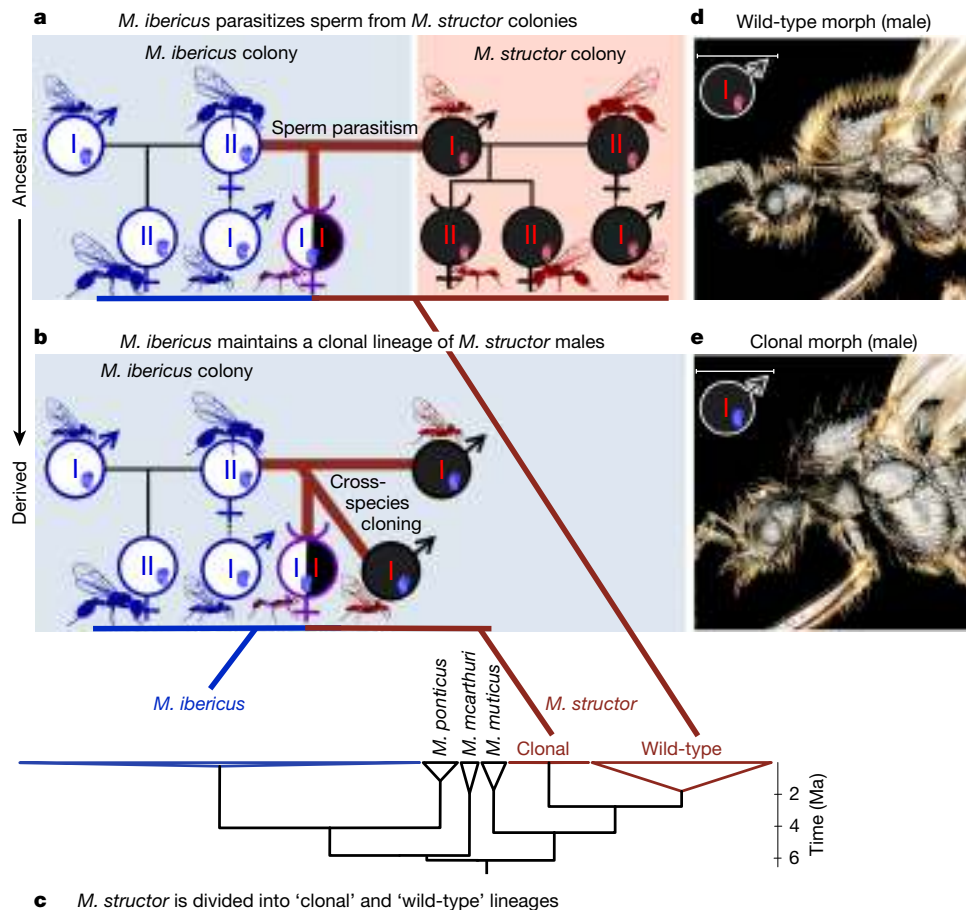 a M. ibericus parasitizes sperm from M. structor colonies
M. ibericus colony
M. structor colony
I
II
Sperm parasitism
I
II
II
I
I I
II
II
I
Ancestral
Derived
b M. ibericus maintains a clonal lineage of M. structor males
M. ibericus colony
I
II
I
Cross-
species
cloning
II
I
I I
I
d Wild-type morph (male)
I
e Clonal morph (male)
I
M. ibericus
M. ponticus
M. mcarthuri
M. muticus
M. structor
Clonal
Wild-type
2
4
6
Time (Ma)
c M. structor is divided into ‘clonal’ and ‘wild-type’ lineages